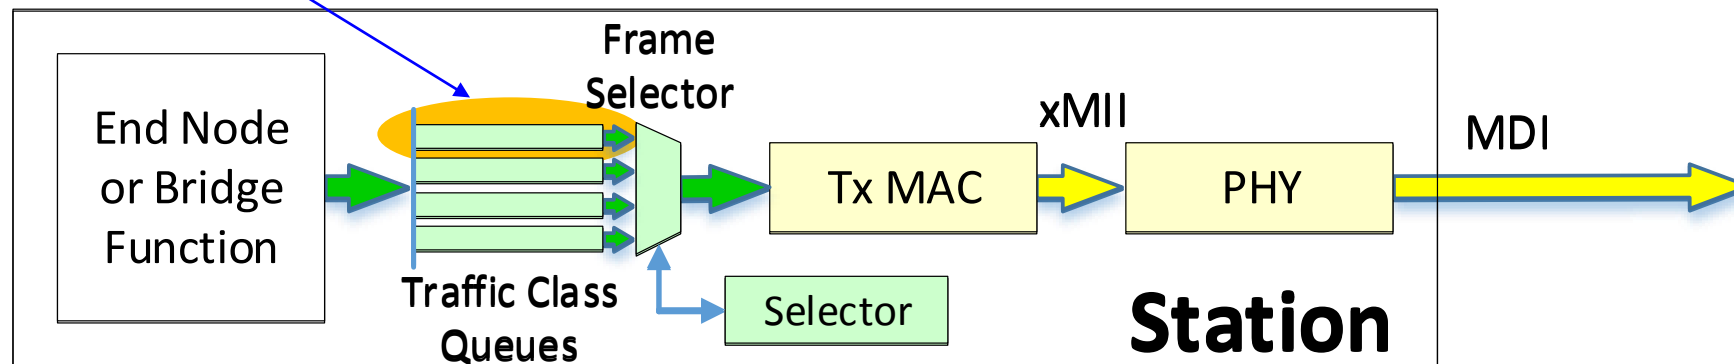 Frame
Selector
End Node
or Bridge
Function
xMII
MDI
Tx MAC
PHY
Traffic Class
Queues
Selector
Station